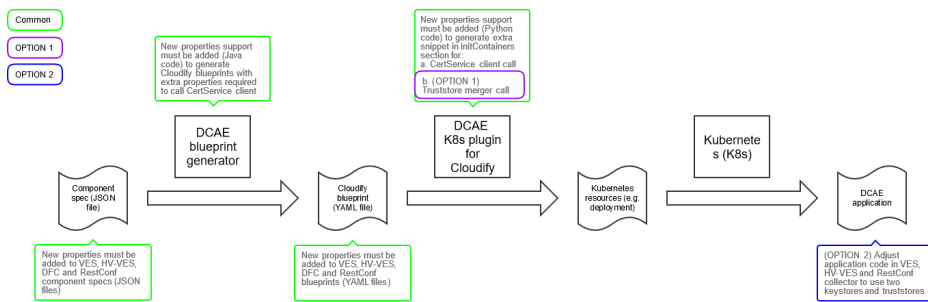 Common
OPTION 1
OPTION 2
New properties support
must be added (Java
code) to generate
Cloudify blueprints with
extra properties required
to call CertService client
New properties support
must be added (Python
code) to generate extra
snippet in initContainers
section for:
a. CertService client call
b. (OPTION 1)
Truststore merger call
DCAE
blueprint
generator
DCAE
K8s plugin
for
Cloudify
Kubernete
s (K8s)
Component
spec (JSON
file)
Cloudify
blueprint
(YAML file)
Kubernetes
resources (e.g.
deployment)
DCAE
application
New properties must be
added to VES, HV-VES,
DFC and RestConf
component specs (JSON
files)
New properties must be
added to VES, HV-VES,
DFC and RestConf
blueprints (YAML files)
(OPTION 2) Adjust
application code in VES,
HV-VES and RestConf
collector to use two
keystores and truststores